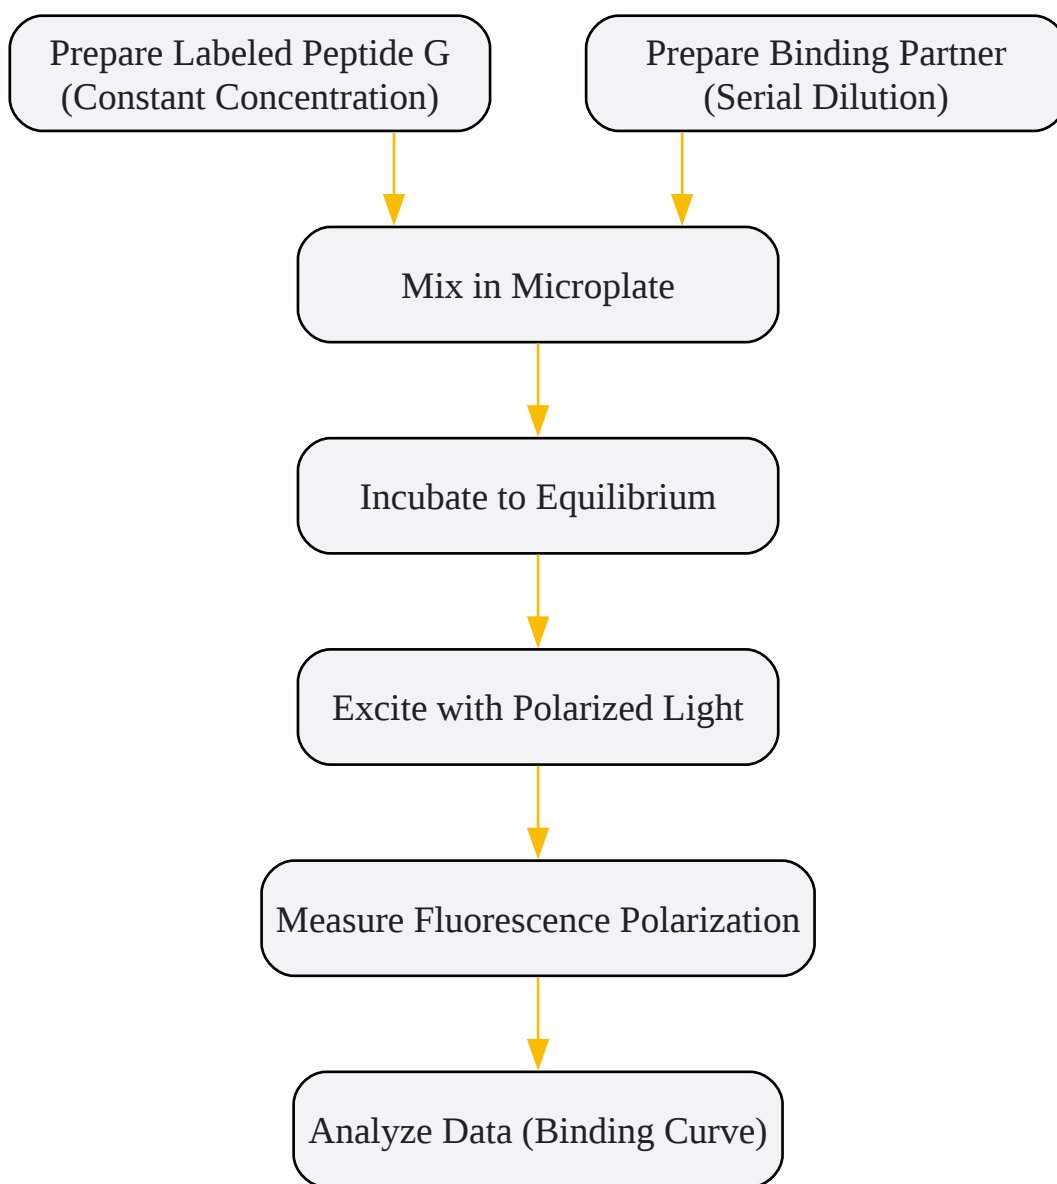 Prepare Labeled Peptide G
(Constant Concentration)
Prepare Binding Partner
(Serial Dilution)
Mix in Microplate
Incubate to Equilibrium
Excite with Polarized Light
Measure Fluorescence Polarization
Analyze Data (Binding Curve)